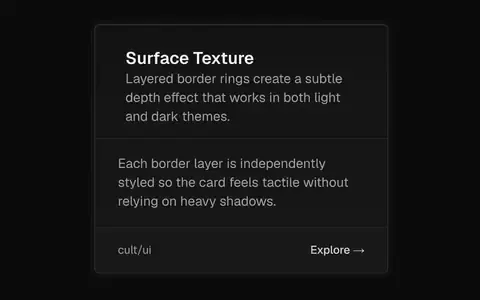 Surface Texture
Layered border rings create a subtle
depth effect that works in both light
and dark themes.
Each border layer is independently
styled so the card feels tactile without
relying on heavy shadows.
cult/ui
Explore →